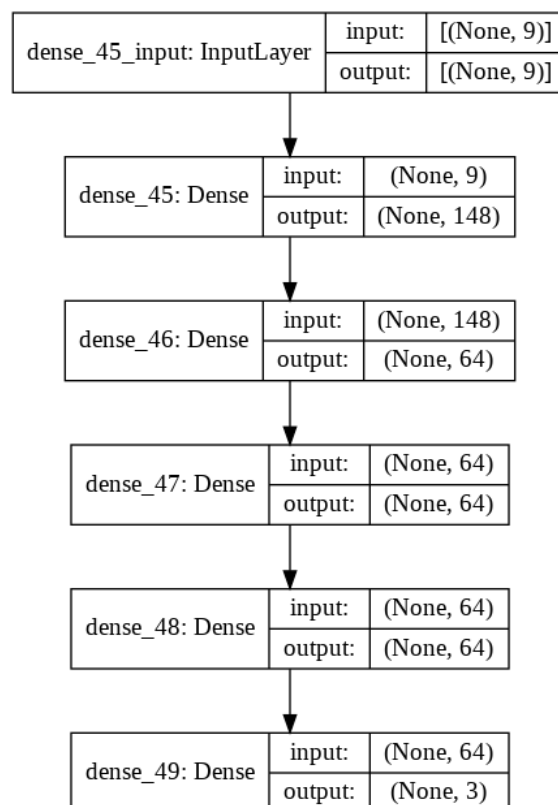 dense_45_input: InputLayer
input: [(None, 9)]
output: [(None, 9)]
dense_45: Dense
input: (None, 9)
output: (None, 148)
dense_46: Dense
input: (None, 148)
output: (None, 64)
dense_47: Dense
input: (None, 64)
output: (None, 64)
dense_48: Dense
input: (None, 64)
output: (None, 64)
dense_49: Dense
input: (None, 64)
output: (None, 3)